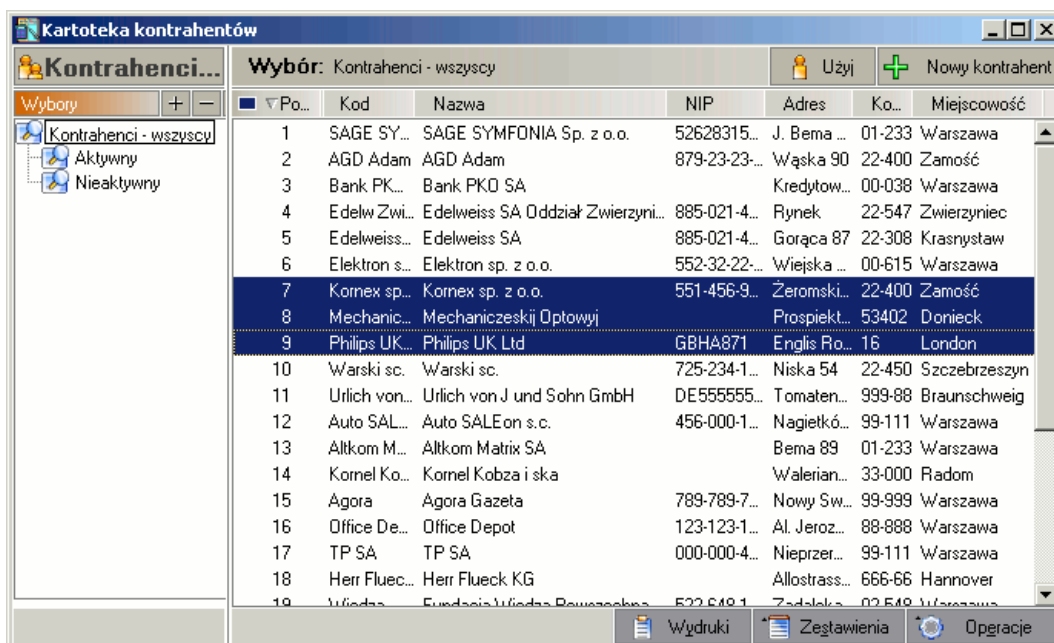 Kartoteka kontrahentów
Kontrahenci... Wybór: Kontrahenci - wszyscy Użyj Nowy kontrahent
Wybory Po... Kod Nazwa NIP Adres Ko... Miejscowość
Kontrahenci - wszyscy
Aktywny
Nieaktywny
1 SAGE SY... SAGE SYMFONIA Sp. z o.o. 52628315... J. Bema ... 01-233 Warszawa
2 AGD Adam AGD Adam 879-23-23-... Wąska 90 22-400 Zamość
3 Bank PK... Bank PKO SA Kredytow... 00-038 Warszawa
4 Edelw Zwi... Edelweiss SA Oddział Zwierzyni... 885-021-4... Rynek 22-547 Zwierzyniec
5 Edelweiss... Edelweiss SA 885-021-4... Gorąca 87 22-308 Krasnystaw
6 Elektron s... Elektron sp. z o.o. 552-32-22-... Wiejska ... 00-615 Warszawa
7 Kornex sp... Kornex sp. z o.o. 551-456-9... Żeromski... 22-400 Zamość
8 Mechanic... Mechaniczeskij Optowyj Prospiekt... 53402 Donieck
9 Philips UK... Philips UK Ltd GBHA871 Englis Ro... 16 London
10 Warski sc. Warski sc. 725-234-1... Niska 54 22-450 Szczebrzeszyn
11 Urlich von... Urlich von J und Sohn GmbH DE555555... Tomaten... 999-88 Braunschweig
12 Auto SAL... Auto SALEon s.c. 456-000-1... Nagietkó... 99-111 Warszawa
13 Altkom M... Altkom Matrix SA Bema 89 01-233 Warszawa
14 Kornel Ko... Kornel Kobza i ska Walerian... 33-000 Radom
15 Agora Agora Gazeta 789-789-7... Nowy Sw... 99-999 Warszawa
16 Office De... Office Depot 123-123-1... Al. Jeroz... 88-888 Warszawa
17 TP SA TP SA 000-000-4... Nieprzer... 99-111 Warszawa
18 Herr Fluec... Herr Flueck KG Allostrass... 666-66 Hannover
19 Wiedza Fundacja Wiedza Powszechna 522-648-1 02-548 Warszawa
Wydruki Zestawienia Operacje